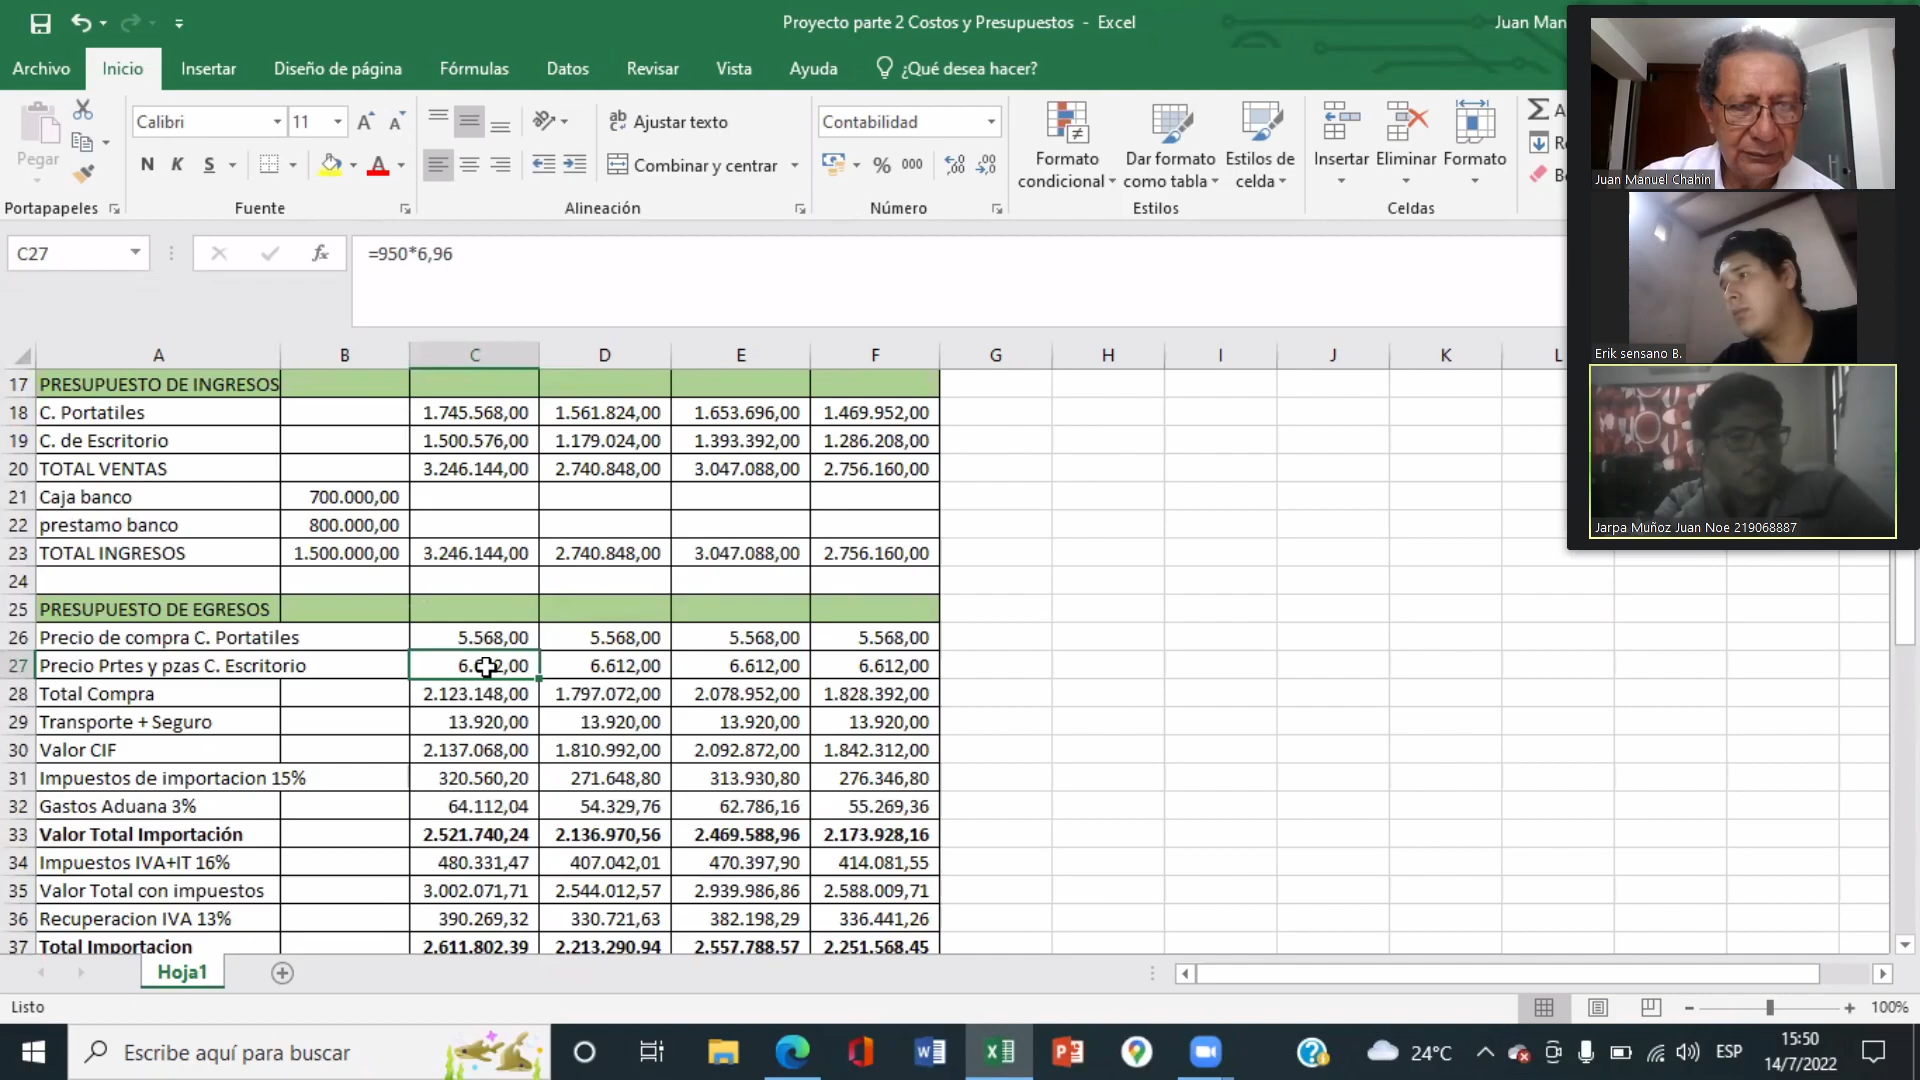 Proyecto parte 2 Costos y Presupuestos - Excel
Juan Man
Archivo Inicio Insertar Diseño de página Fórmulas Datos Revisar Vista Ayuda ¿Qué desea hacer?
Pegar
Portapapeles
Calibri 11
N K S
Fuente
Ajustar texto
Combinar y centrar
Alineación
Contabilidad
% 000
Número
Formato condicional
Dar formato como tabla
Estilos de celda
Estilos
Insertar Eliminar Formato
Celdas
C27 fx =950*6,96
A B C D E F G H I J K L
17 PRESUPUESTO DE INGRESOS
18 C. Portatiles 1.745.568,00 1.561.824,00 1.653.696,00 1.469.952,00
19 C. de Escritorio 1.500.576,00 1.179.024,00 1.393.392,00 1.286.208,00
20 TOTAL VENTAS 3.246.144,00 2.740.848,00 3.047.088,00 2.756.160,00
21 Caja banco 700.000,00
22 prestamo banco 800.000,00
23 TOTAL INGRESOS 1.500.000,00 3.246.144,00 2.740.848,00 3.047.088,00 2.756.160,00
24
25 PRESUPUESTO DE EGRESOS
26 Precio de compra C. Portatiles 5.568,00 5.568,00 5.568,00 5.568,00
27 Precio Prtes y pzas C. Escritorio 6.612,00 6.612,00 6.612,00 6.612,00
28 Total Compra 2.123.148,00 1.797.072,00 2.078.952,00 1.828.392,00
29 Transporte + Seguro 13.920,00 13.920,00 13.920,00 13.920,00
30 Valor CIF 2.137.068,00 1.810.992,00 2.092.872,00 1.842.312,00
31 Impuestos de importacion 15% 320.560,20 271.648,80 313.930,80 276.346,80
32 Gastos Aduana 3% 64.112,04 54.329,76 62.786,16 55.269,36
33 Valor Total Importación 2.521.740,24 2.136.970,56 2.469.588,96 2.173.928,16
34 Impuestos IVA+IT 16% 480.331,47 407.042,01 470.397,90 414.081,55
35 Valor Total con impuestos 3.002.071,71 2.544.012,57 2.939.986,86 2.588.009,71
36 Recuperacion IVA 13% 390.269,32 330.721,63 382.198,29 336.441,26
37 Total Importacion 2.611.802,39 2.213.290,94 2.557.788,57 2.251.568,45
Juan Manuel Chahin
Erik sensano B.
Jarpa Muñoz Juan Noe 219068887
Hoja1
Listo
100%
Escribe aquí para buscar
24°C
ESP
15:50
14/7/2022